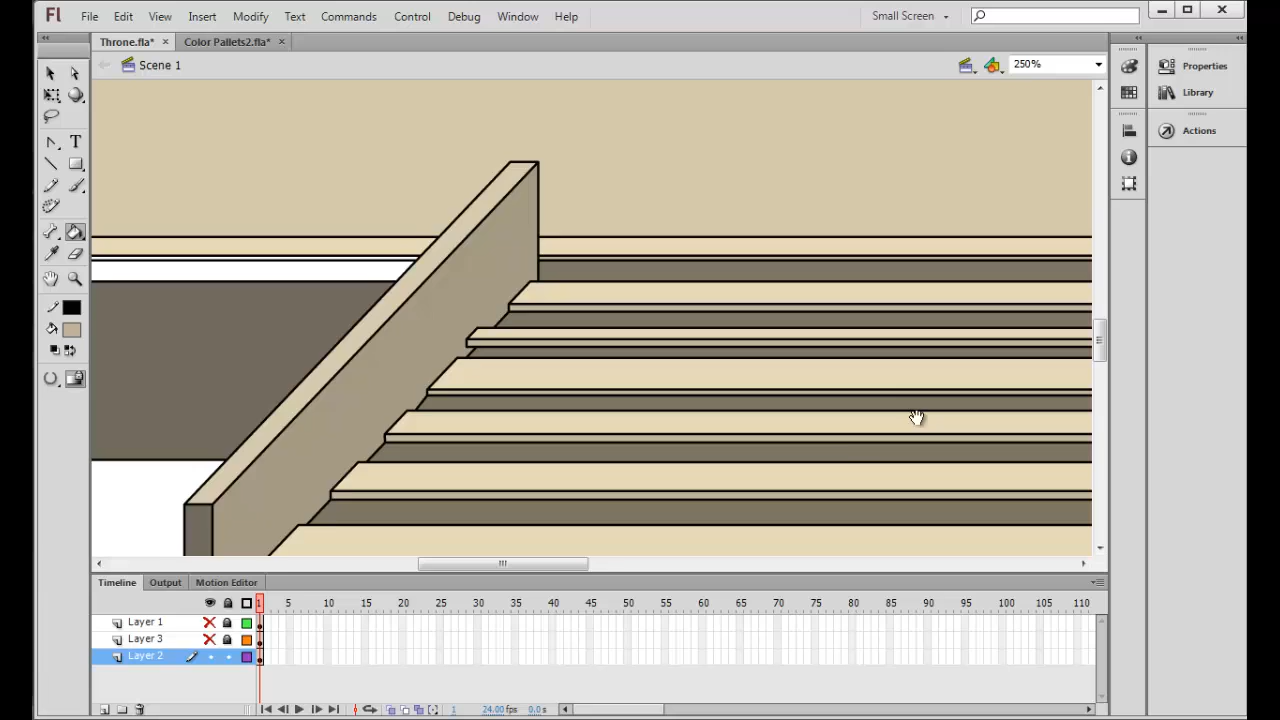 Fl File Edit View Insert Modify Text Commands Control Debug Window Help Small Screen
Throne.fla* × Color Pallets2.fla* ×
Scene 1 250%
Properties
Library
Actions
T
Timeline Output Motion Editor
1 5 10 15 20 25 30 35 40 45 50 55 60 65 70 75 80 85 90 95 100 105 110
Layer 1
Layer 3
Layer 2
1 24.00 fps 0.0 s